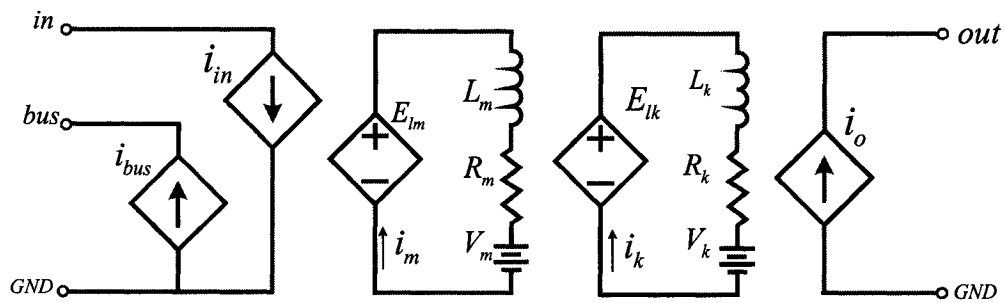 in
i_in
bus
i_bus
GND
E_lm
+
−
i_m
L_m
R_m
V_m
E_lk
+
−
i_k
L_k
R_k
V_k
out
i_o
GND